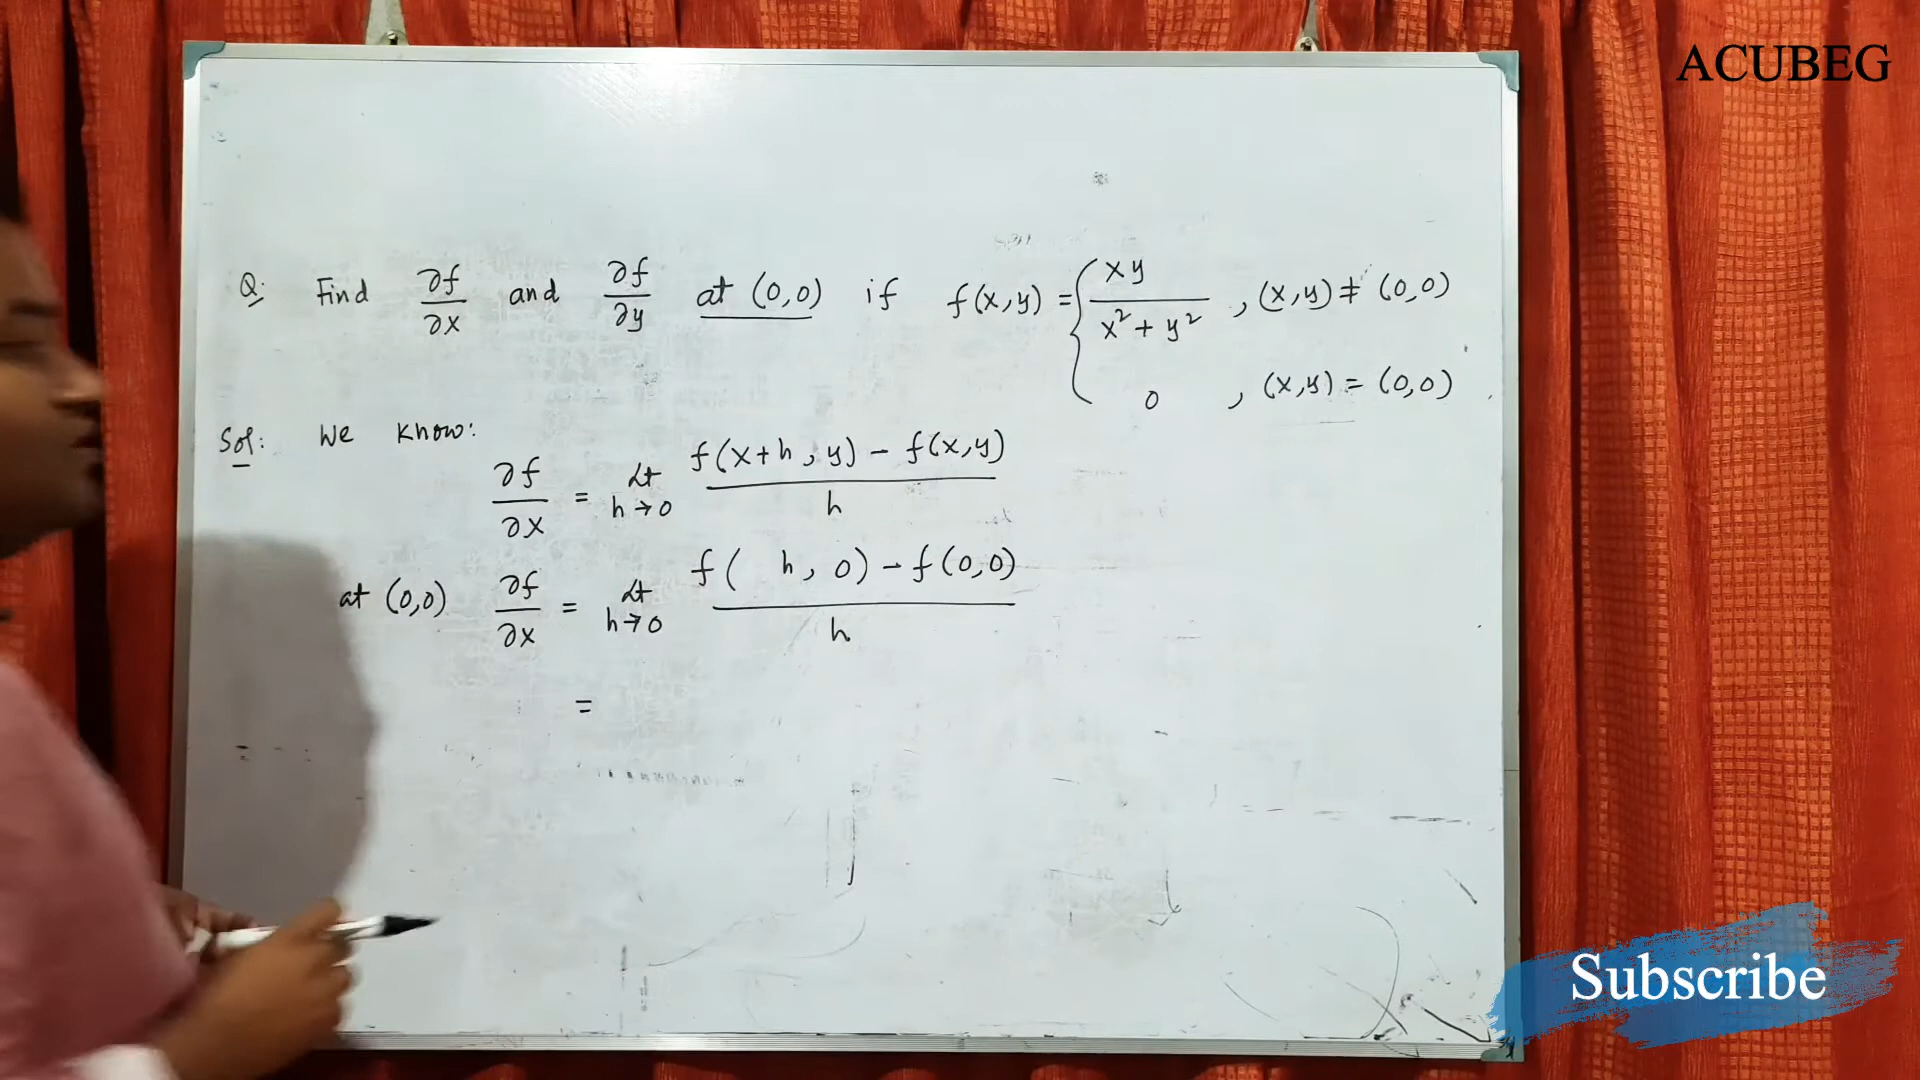 ACUBEG
Q. Find ∂f/∂x and ∂f/∂y at (0,0) if f(x,y) = { xy / x² + y² , (x,y) ≠ (0,0)
0 , (x,y) = (0,0)
Sol: We know:
∂f/∂x = Lt h→0 f(x+h, y) - f(x,y) / h
at (0,0) ∂f/∂x = Lt h→0 f( h, 0) - f(0,0) / h
=
Subscribe